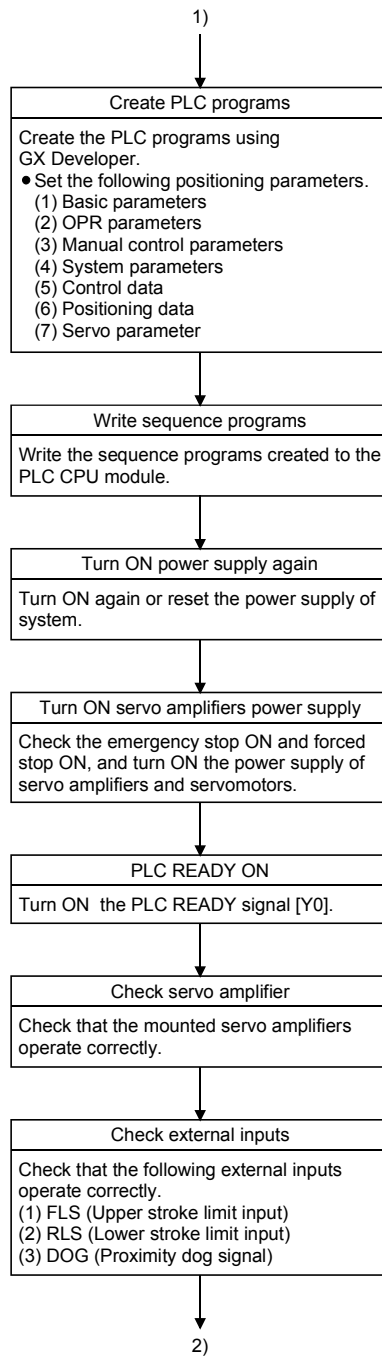 1)
Create PLC programs
Create the PLC programs using
GX Developer.
● Set the following positioning parameters.
(1) Basic parameters
(2) OPR parameters
(3) Manual control parameters
(4) System parameters
(5) Control data
(6) Positioning data
(7) Servo parameter
Write sequence programs
Write the sequence programs created to the
PLC CPU module.
Turn ON power supply again
Turn ON again or reset the power supply of
system.
Turn ON servo amplifiers power supply
Check the emergency stop ON and forced
stop ON, and turn ON the power supply of
servo amplifiers and servomotors.
PLC READY ON
Turn ON the PLC READY signal [Y0].
Check servo amplifier
Check that the mounted servo amplifiers
operate correctly.
Check external inputs
Check that the following external inputs
operate correctly.
(1) FLS (Upper stroke limit input)
(2) RLS (Lower stroke limit input)
(3) DOG (Proximity dog signal)
2)